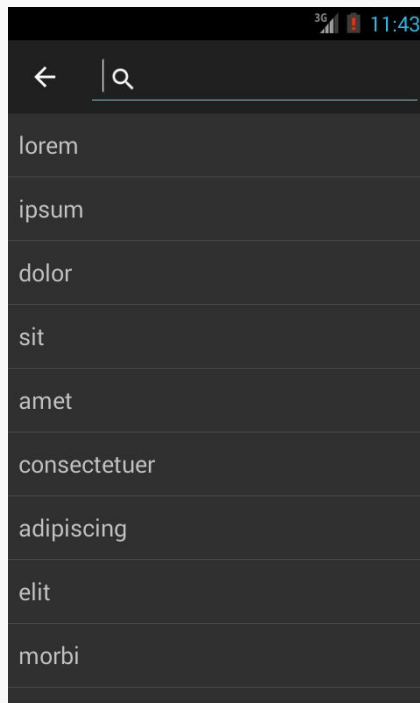 3G 11:43
lorem
ipsum
dolor
sit
amet
consectetuer
adipiscing
elit
morbi